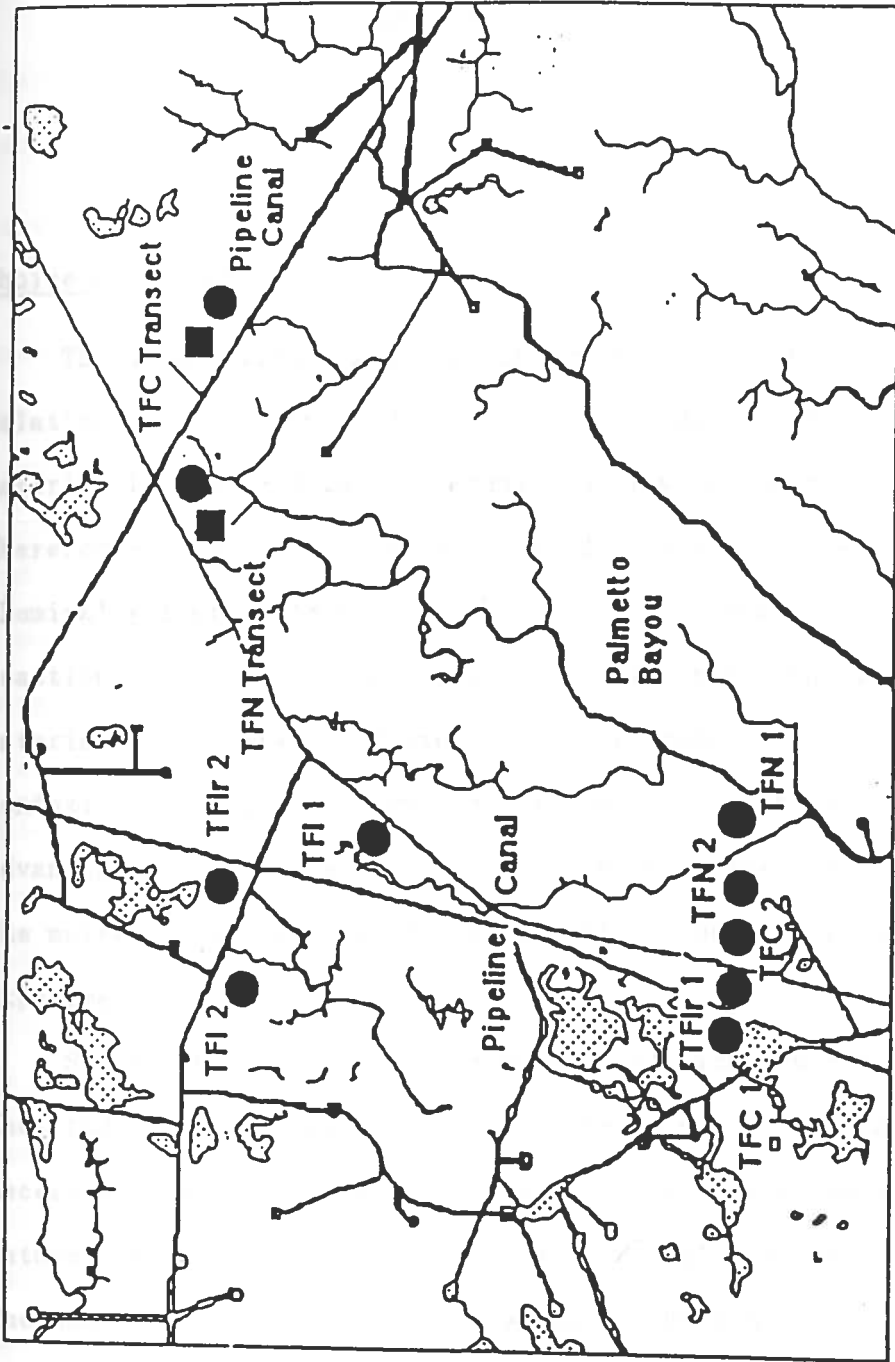 TFC Transect
Pipeline
Canal
TFN Transect
TFIr 2
TFI 1
TFI 2
Palmetto
Bayou
Pipeline
Canal
TFN 1
TFN 2
TFC 2
TFIr 1
TFC 1